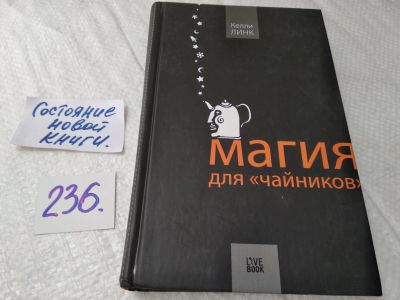 Келли
ЛИНК
магия
для «чайников»
LIVE
BOOK
Состояние
новой
книги.
236.